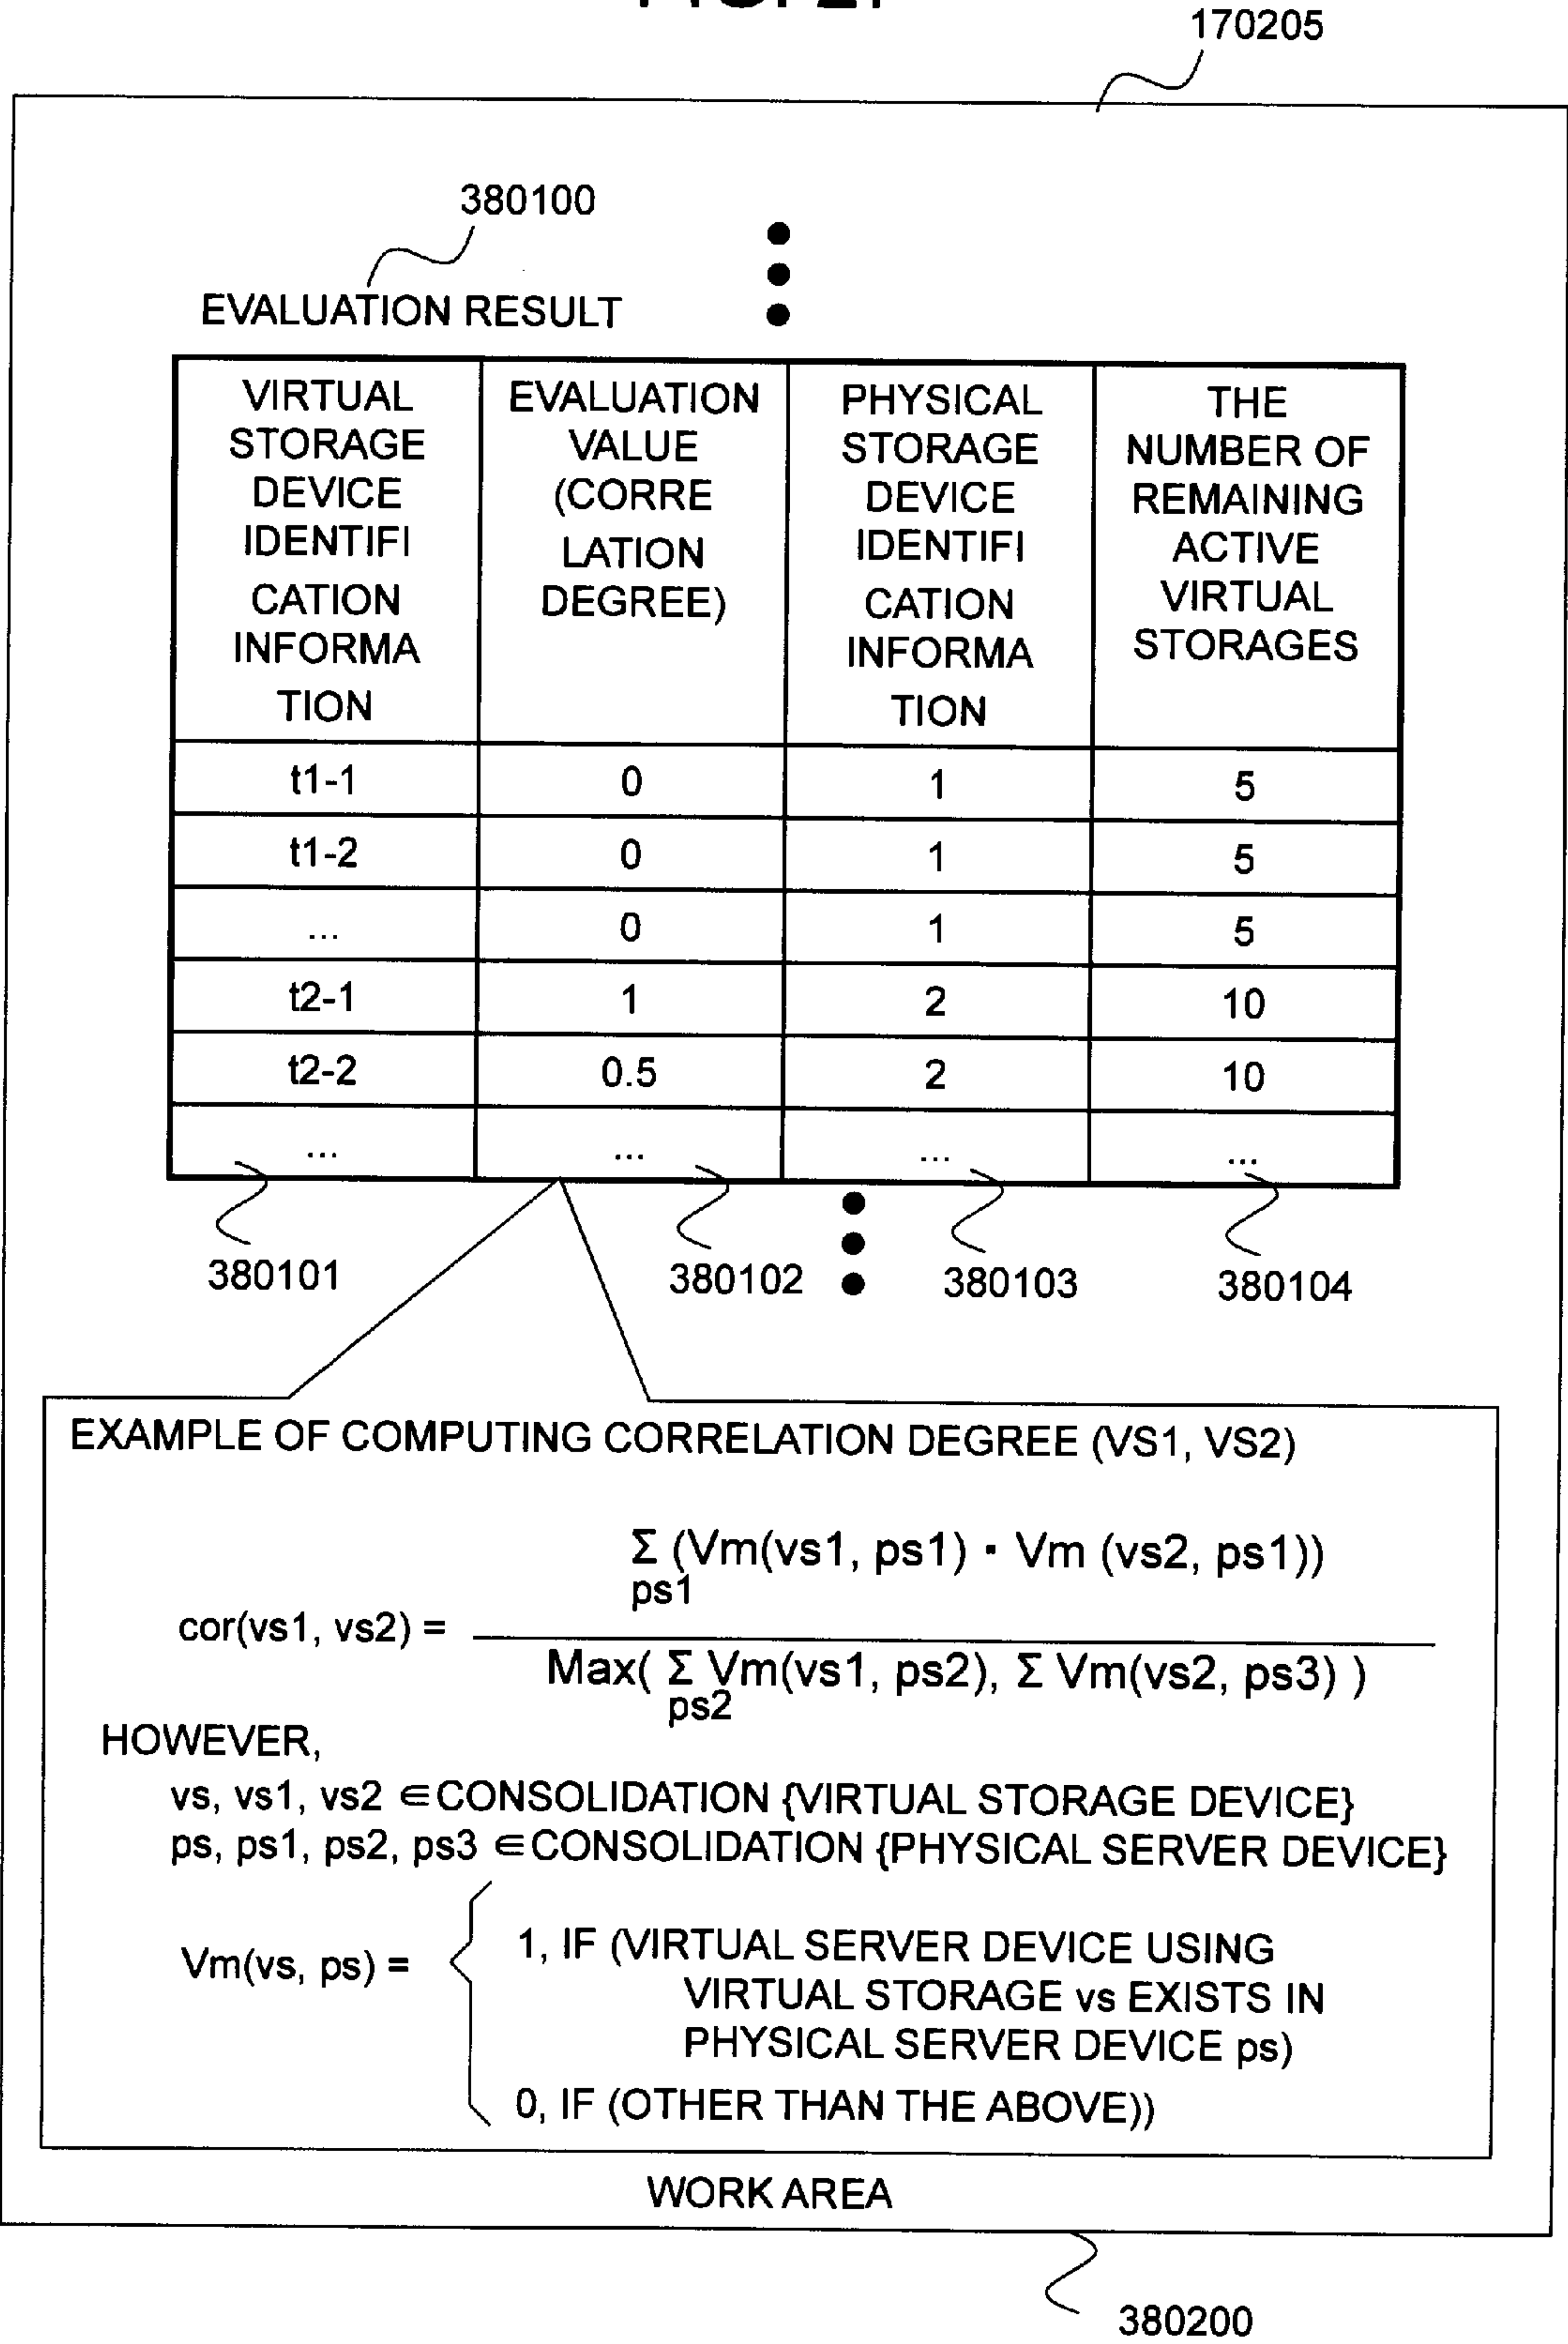 170205
380100
EVALUATION RESULT
VIRTUAL
STORAGE
DEVICE
IDENTIFI
CATION
INFORMA
TION
EVALUATION
VALUE
(CORRE
LATION
DEGREE)
PHYSICAL
STORAGE
DEVICE
IDENTIFI
CATION
INFORMA
TION
THE
NUMBER OF
REMAINING
ACTIVE
VIRTUAL
STORAGES
t1-1 0 1 5
t1-2 0 1 5
... 0 1 5
t2-1 1 2 10
t2-2 0.5 2 10
... ... ... ...
380101 380102 380103 380104
EXAMPLE OF COMPUTING CORRELATION DEGREE (VS1, VS2)
Σ (Vm(vs1, ps1) · Vm (vs2, ps1))
ps1
cor(vs1, vs2) =
Max( Σ Vm(vs1, ps2), Σ Vm(vs2, ps3) )
ps2
HOWEVER,
vs, vs1, vs2 ∈CONSOLIDATION {VIRTUAL STORAGE DEVICE}
ps, ps1, ps2, ps3 ∈CONSOLIDATION {PHYSICAL SERVER DEVICE}
Vm(vs, ps) =
1, IF (VIRTUAL SERVER DEVICE USING
VIRTUAL STORAGE vs EXISTS IN
PHYSICAL SERVER DEVICE ps)
0, IF (OTHER THAN THE ABOVE))
WORK AREA
380200